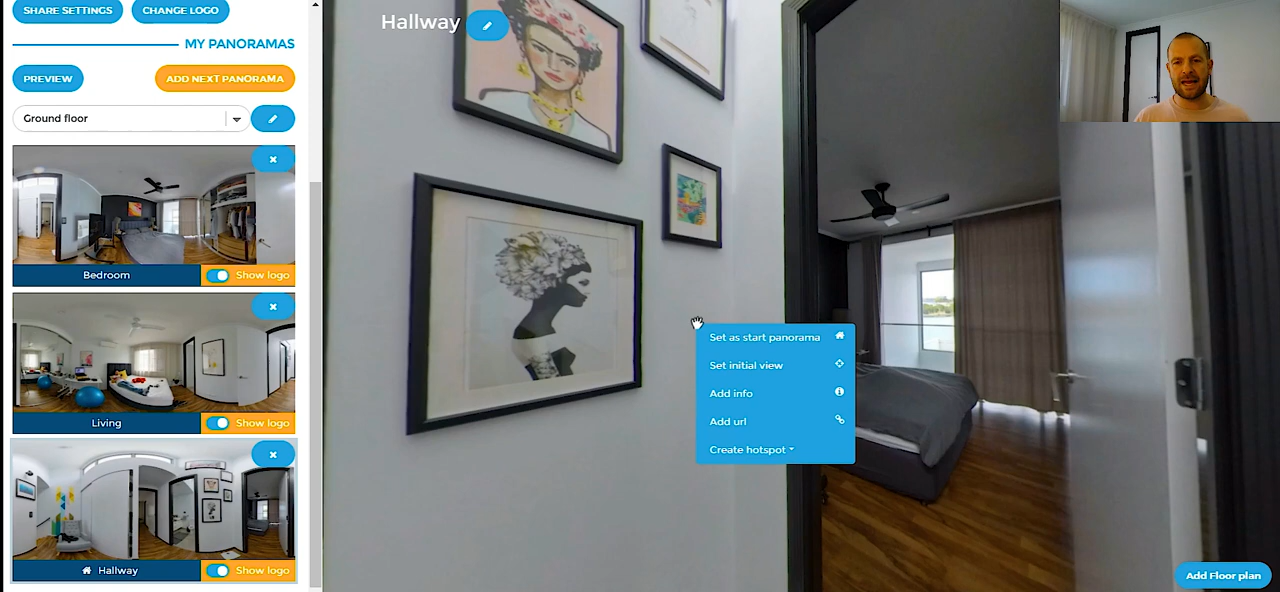 SHARE SETTINGS
CHANGE LOGO
MY PANORAMAS
PREVIEW
ADD NEXT PANORAMA
Ground floor
Bedroom
Show logo
Living
Show logo
Hallway
Show logo
Hallway
Set as start panorama
Set initial view
Add info
Add url
Create hotspot
Add Floor plan